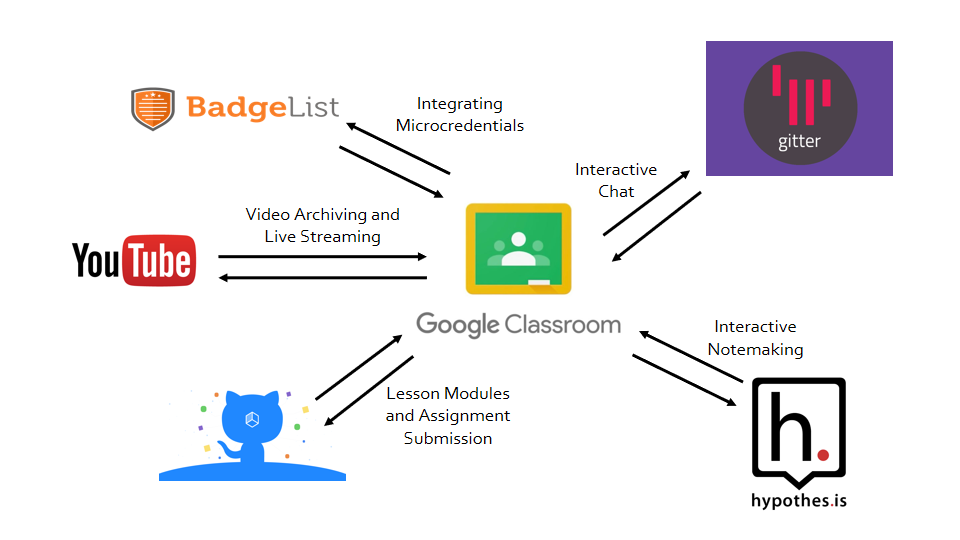 BadgeList
Integrating
Microcredentials
gitter
Interactive
Chat
Video Archiving and
Live Streaming
YouTube
Google Classroom
Interactive
Notemaking
Lesson Modules
and Assignment
Submission
h.
hypothes.is